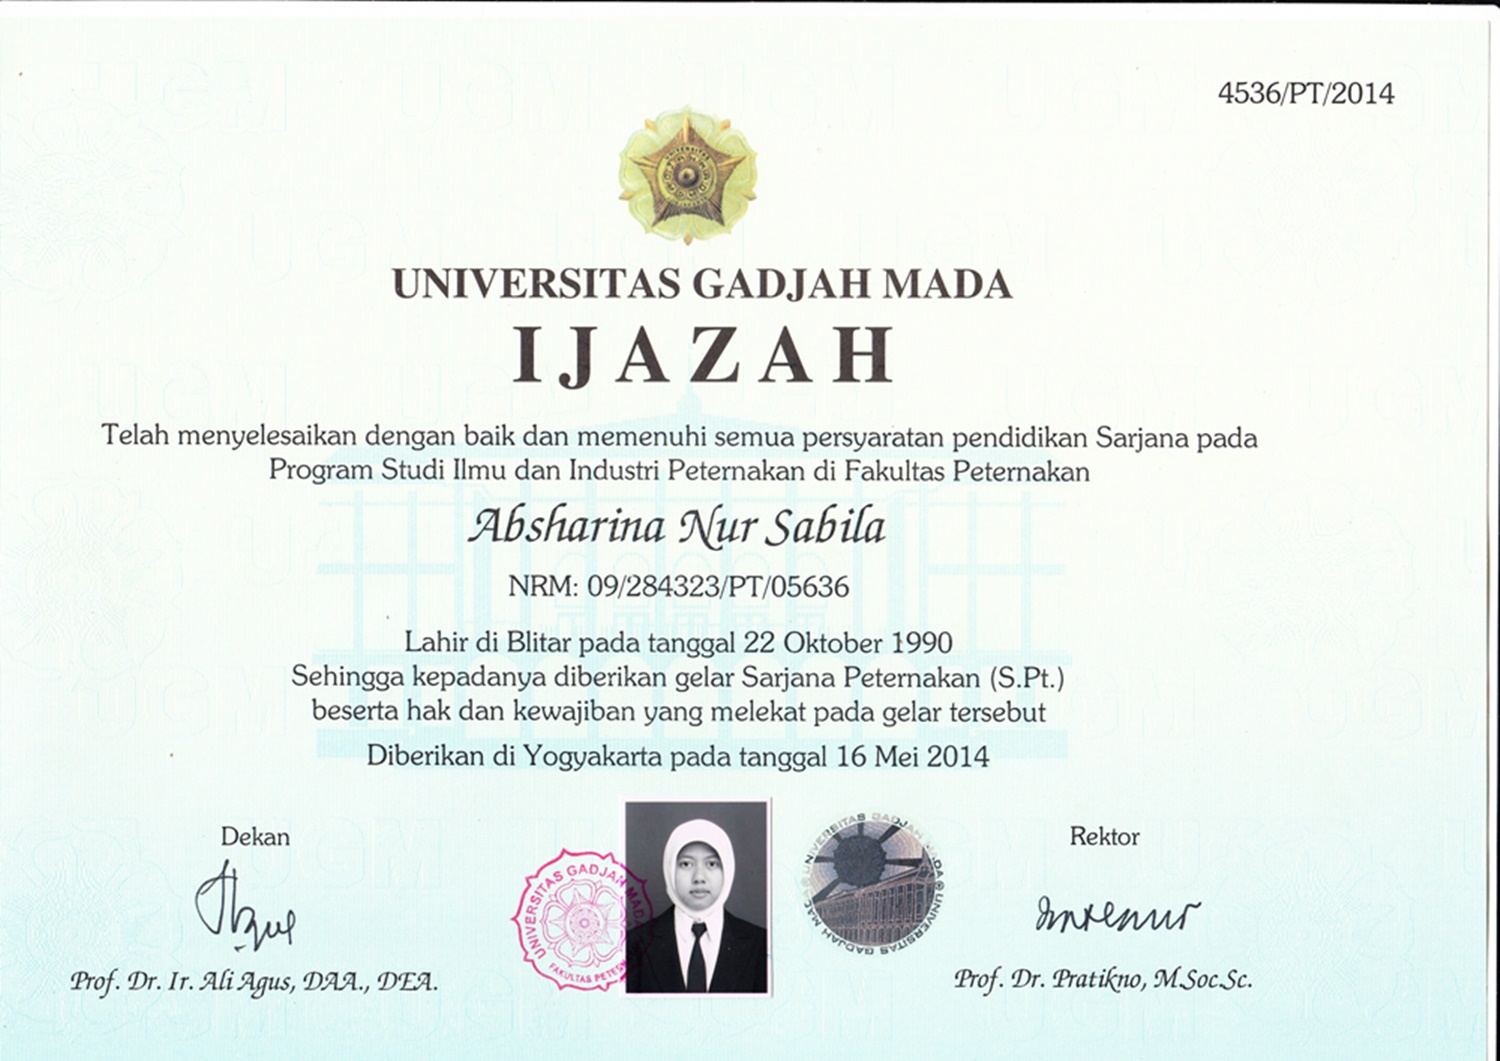 4536/PT/2014
UNIVERSITAS GADJAH MADA
IJAZAH
Telah menyelesaikan dengan baik dan memenuhi semua persyaratan pendidikan Sarjana pada
Program Studi Ilmu dan Industri Peternakan di Fakultas Peternakan
Absharina Nur Sabila
NRM: 09/284323/PT/05636
Lahir di Blitar pada tanggal 22 Oktober 1990
Sehingga kepadanya diberikan gelar Sarjana Peternakan (S.Pt.)
beserta hak dan kewajiban yang melekat pada gelar tersebut
Diberikan di Yogyakarta pada tanggal 16 Mei 2014
Dekan
Rektor
UNIVERSITAS GADJAH MADA
FAKULTAS
UNIVERSITAS GADJAH MADA
UNIVERSITAS GADJAH
Prof. Dr. Ir. Ali Agus, DAA., DEA.
Prof. Dr. Pratikno, M.Soc.Sc.